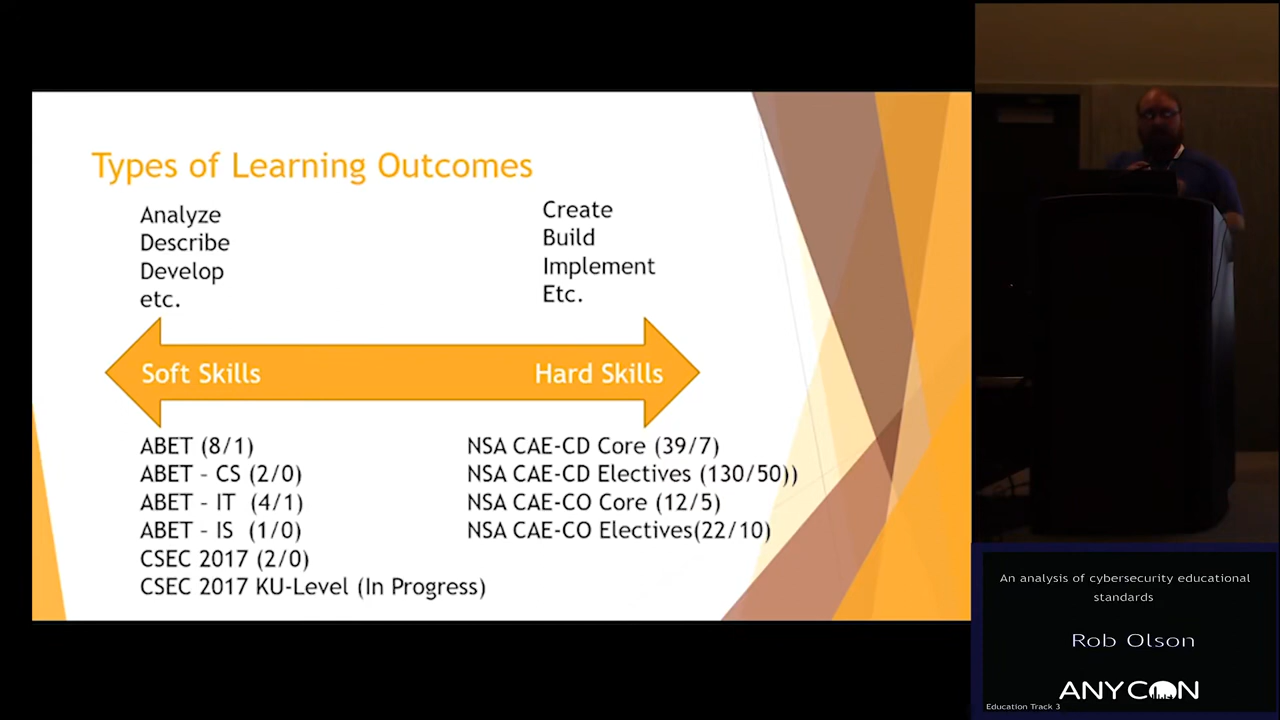 Types of Learning Outcomes
Analyze
Describe
Develop
etc.
Create
Build
Implement
Etc.
Soft Skills
Hard Skills
ABET (8/1)
ABET – CS (2/0)
ABET – IT (4/1)
ABET – IS (1/0)
CSEC 2017 (2/0)
CSEC 2017 KU-Level (In Progress)
NSA CAE-CD Core (39/7)
NSA CAE-CD Electives (130/50))
NSA CAE-CO Core (12/5)
NSA CAE-CO Electives(22/10)
An analysis of cybersecurity educational
standards
Rob Olson
ANYCON
Education Track 3